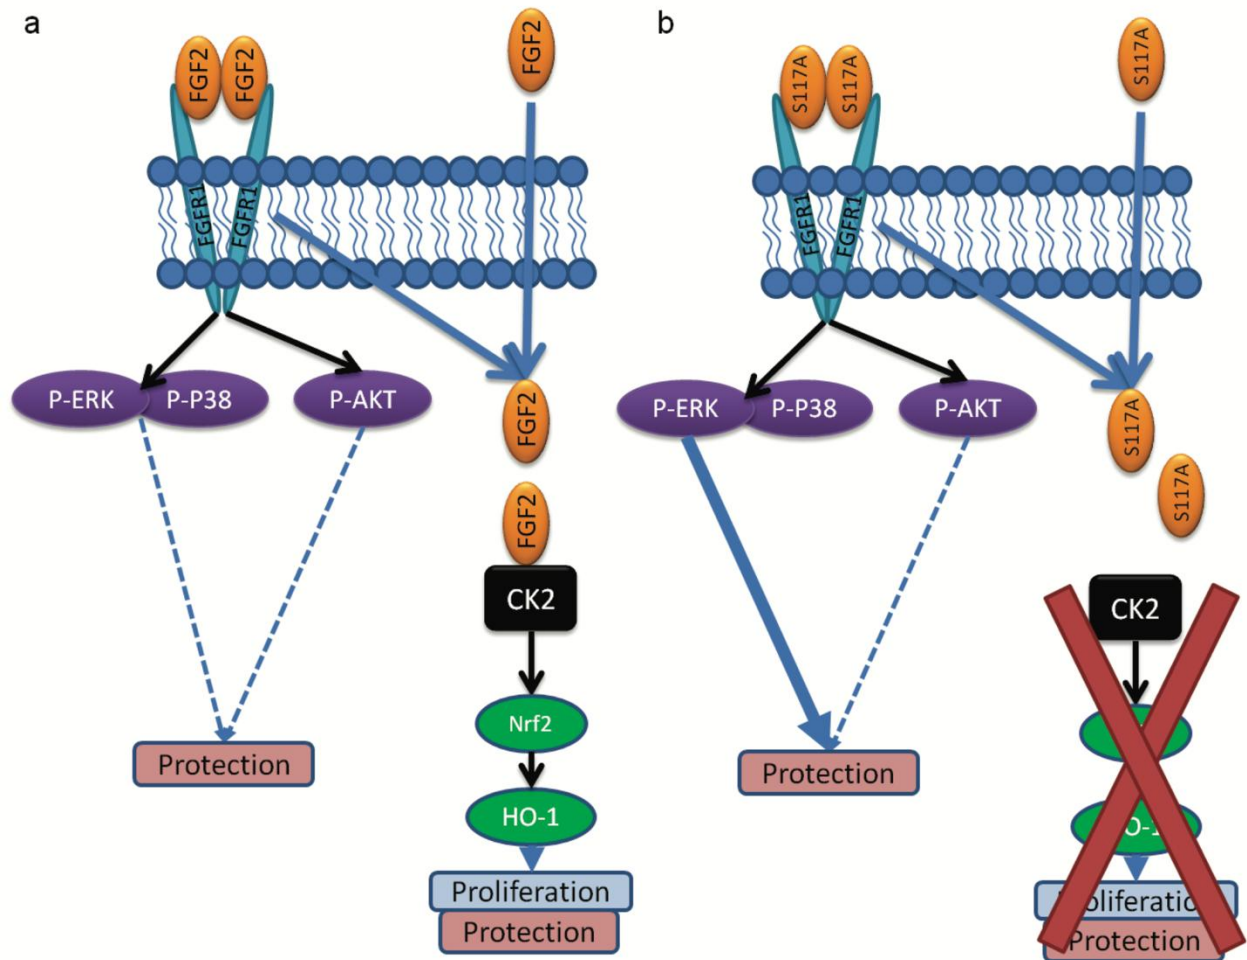 a
FGF2 FGF2
FGF2
FGFR1 FGFR1
P-ERK P-P38 P-AKT
FGF2
FGF2
CK2
Nrf2
Protection
HO-1
Proliferation
Protection
b
S117A S117A
S117A
FGFR1 FGFR1
P-ERK P-P38 P-AKT
S117A
S117A
CK2
Protection
O-1
Protection